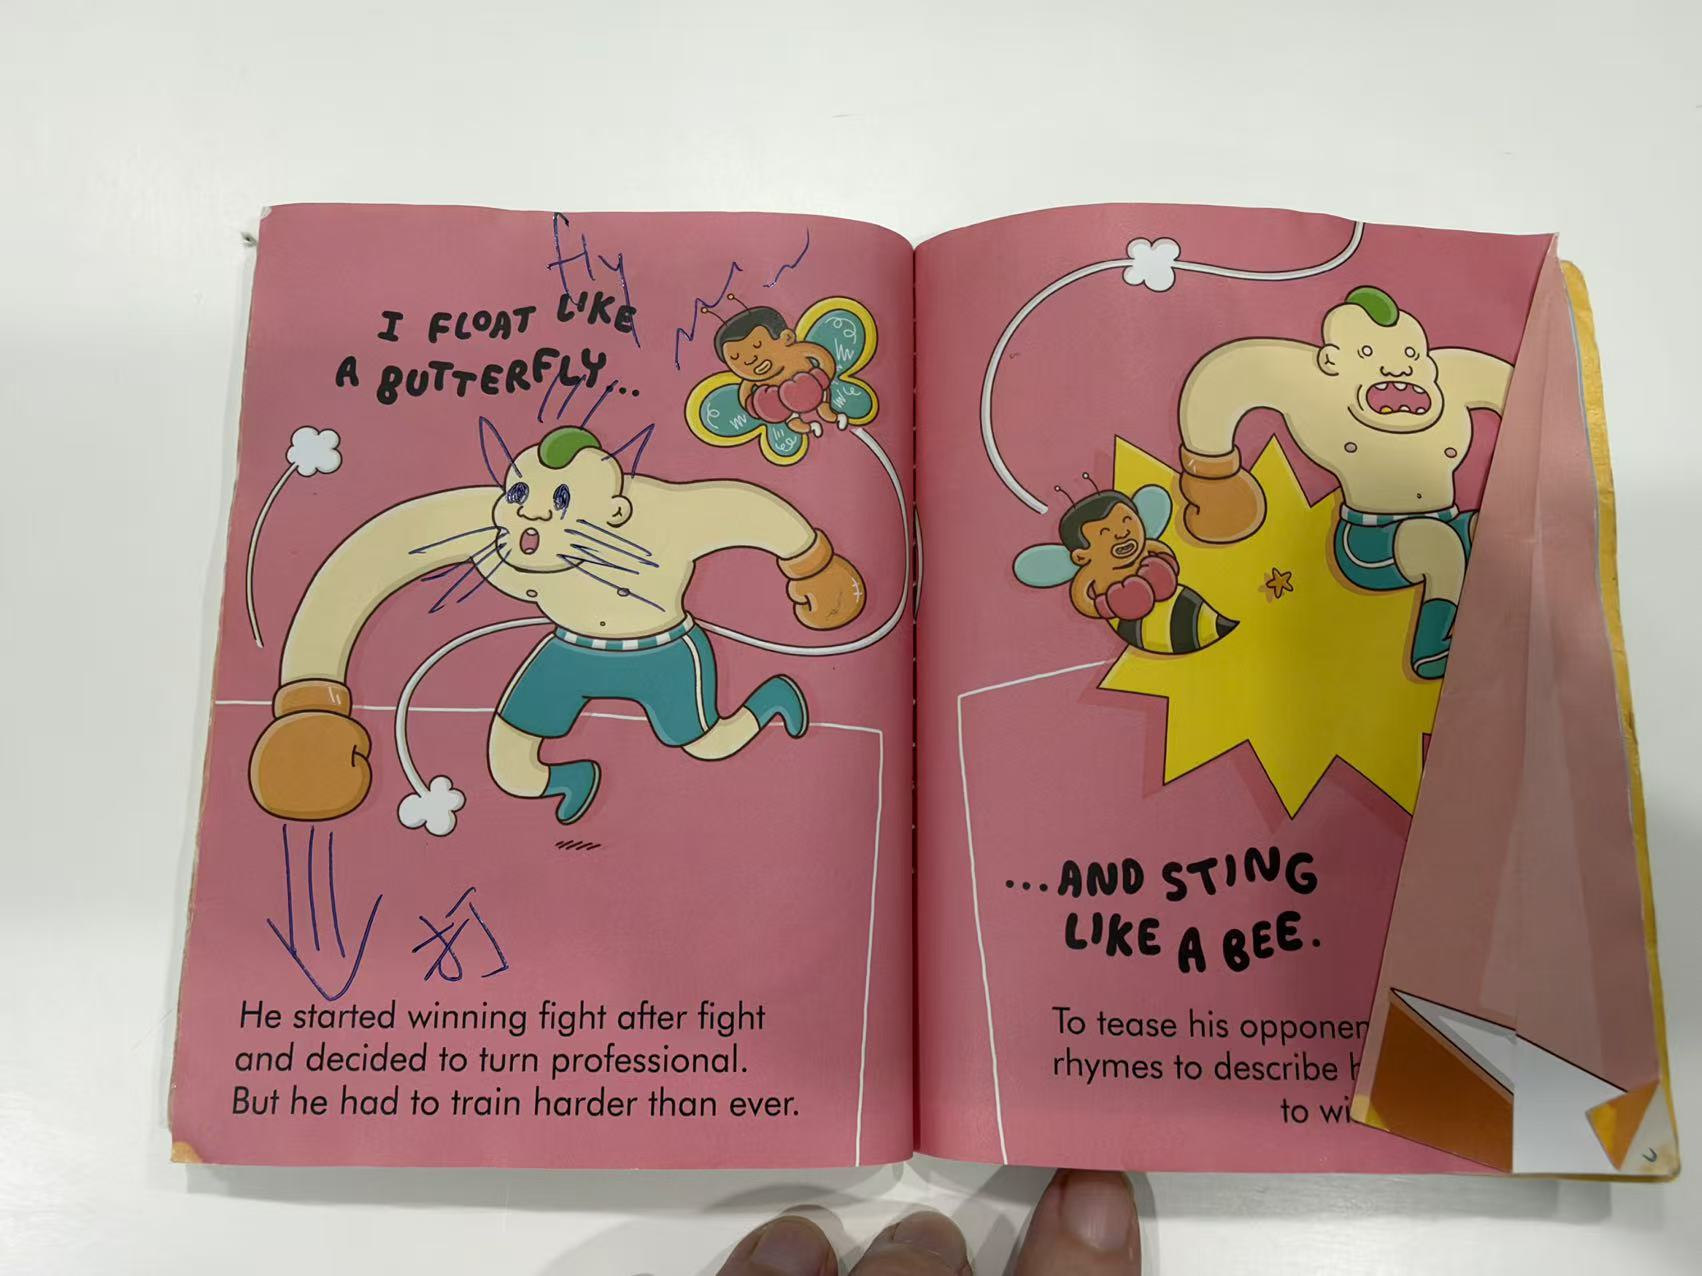 fly
I FLOAT LIKE
A BUTTERFLY...
打
He started winning fight after fight
and decided to turn professional.
But he had to train harder than ever.
...AND STING
LIKE A BEE.
To tease his opponen
rhymes to describe h
to wi